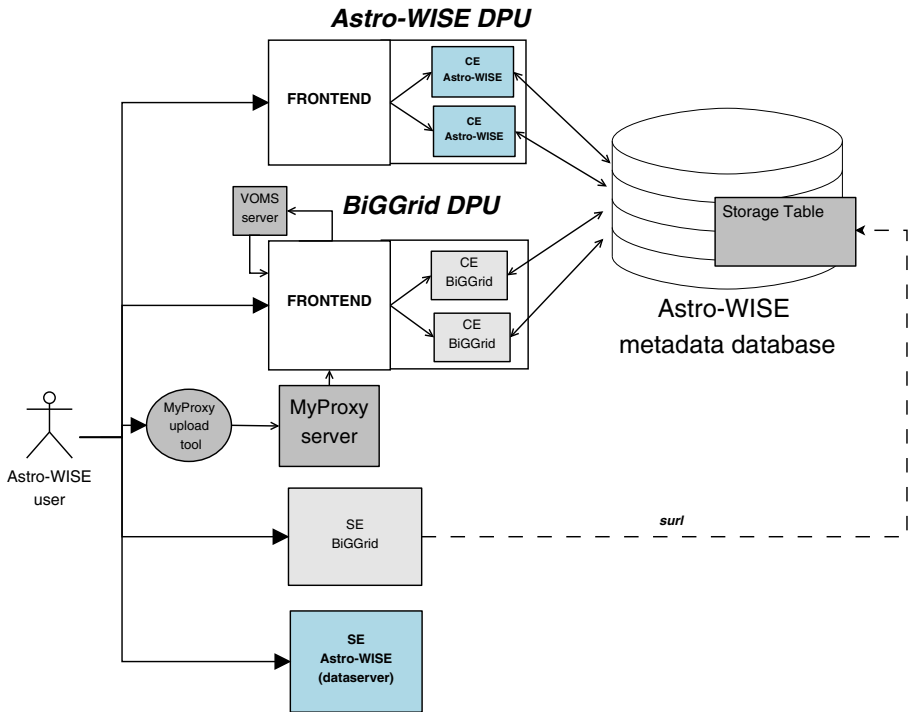 Astro-WISE DPU
FRONTEND
CE
Astro-WISE
CE
Astro-WISE
VOMS
server
BiGGrid DPU
FRONTEND
CE
BiGGrid
CE
BiGGrid
Storage Table
Astro-WISE
metadata database
MyProxy
upload
tool
MyProxy
server
Astro-WISE
user
SE
BiGGrid
surl
SE
Astro-WISE
(dataserver)